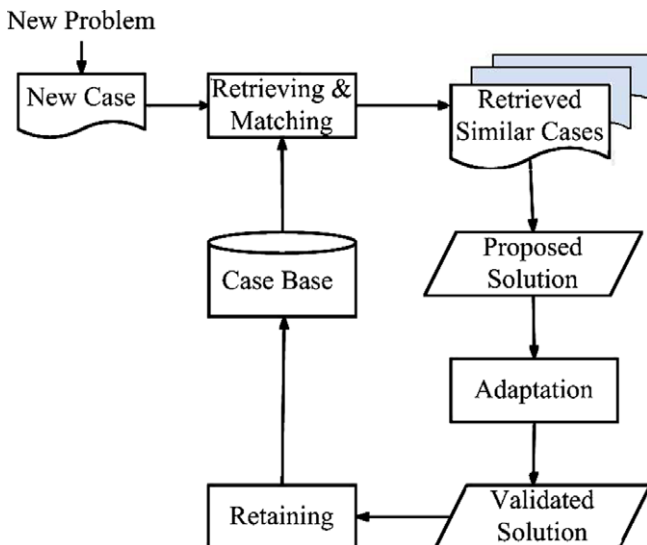 New Problem
New Case
Retrieving &
Matching
Retrieved
Similar Cases
Proposed
Solution
Case Base
Adaptation
Validated
Solution
Retaining